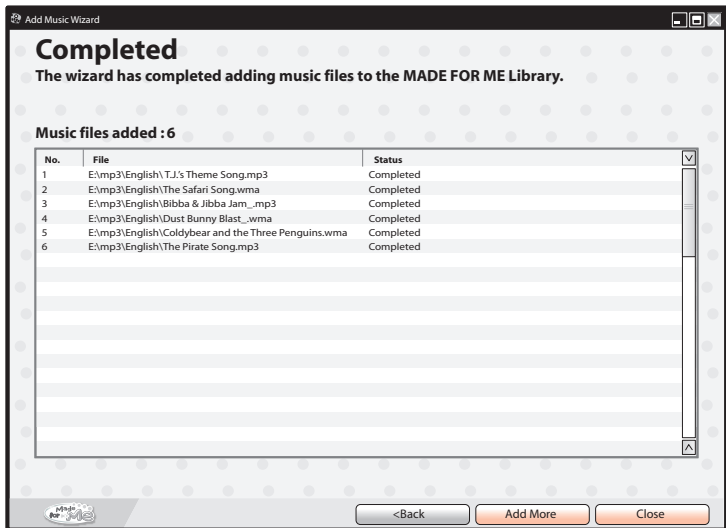 Add Music Wizard
Completed
The wizard has completed adding music files to the MADE FOR ME Library.
Music files added : 6
No. File Status
1 E:\mp3\English\ T.J.'s Theme Song.mp3 Completed
2 E:\mp3\English\The Safari Song.wma Completed
3 E:\mp3\English\Bibba & Jibba Jam_.mp3 Completed
4 E:\mp3\English\Dust Bunny Blast_.wma Completed
5 E:\mp3\English\Coldybear and the Three Penguins.wma Completed
6 E:\mp3\English\The Pirate Song.mp3 Completed
Made
for Me
<Back Add More Close